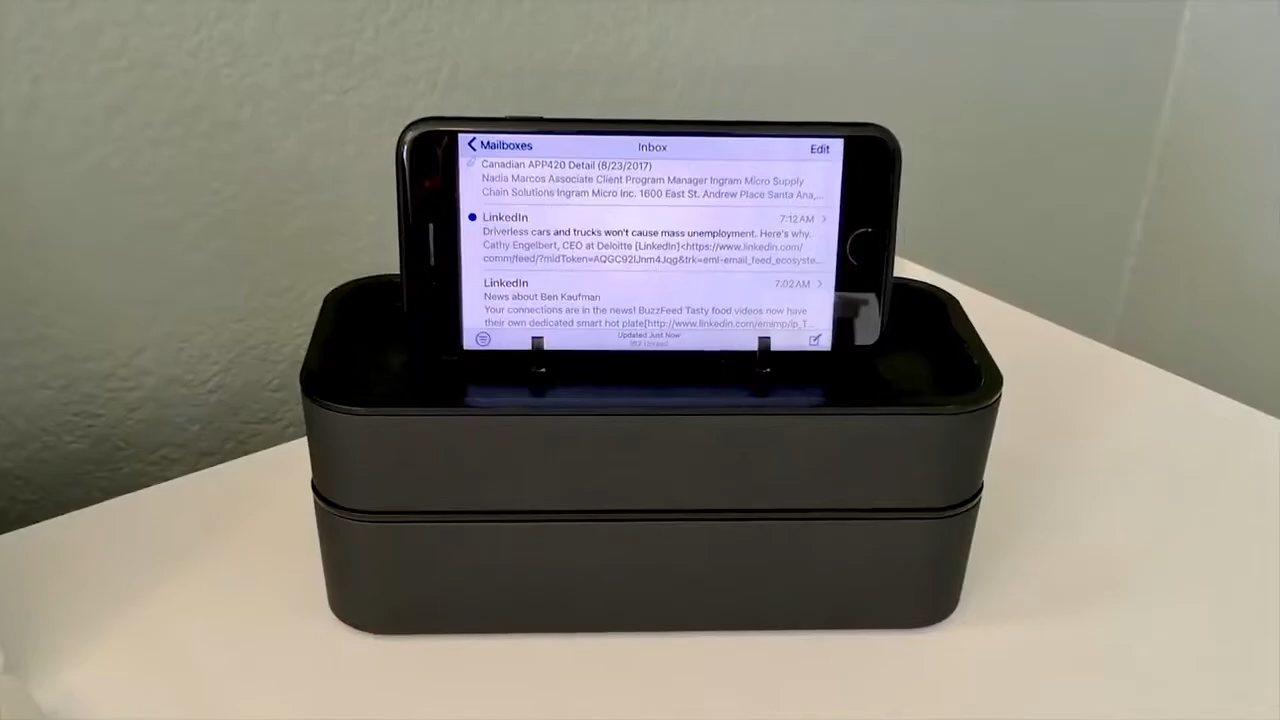 Mailboxes
Inbox
Edit
Canadian APP420 Detail (8/23/2017)
Nadia Marcos Associate Client Program Manager Ingram Micro Supply
Chain Solutions Ingram Micro Inc. 1600 East St. Andrew Place Santa Ana,...
LinkedIn 7:12 AM
Driverless cars and trucks won't cause mass unemployment. Here's why.
Cathy Engelbert, CEO at Deloitte [LinkedIn]<https://www.linkedin.com/
comm/feed/?midToken=AQGC92IJnm4Jqg&trk=eml-email_feed_ecosyste...
LinkedIn 7:02 AM
News about Ben Kaufman
Your connections are in the news! BuzzFeed Tasty food videos now have
their own dedicated smart hot plate[http://www.linkedin.com/emimp/ip_T...
Updated Just Now
Unread